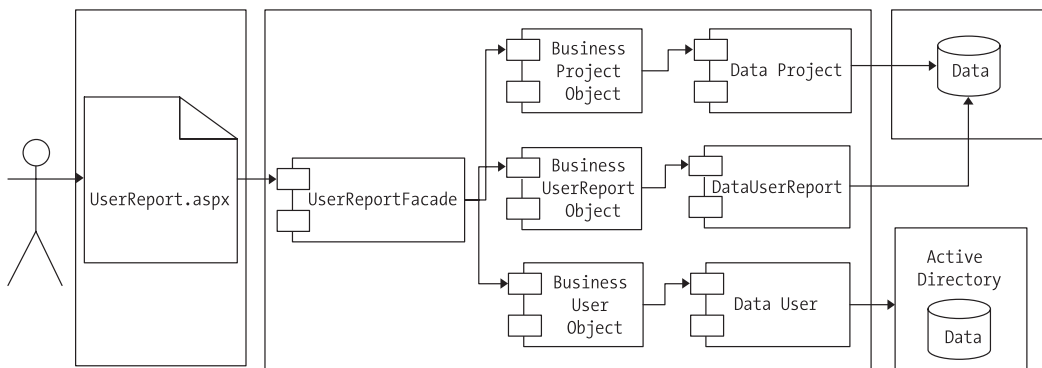 UserReport.aspx
UserReportFacade
Business
Project
Object
Data Project
Data
Business
UserReport
Object
DataUserReport
Business
User
Object
Data User
Active
Directory
Data